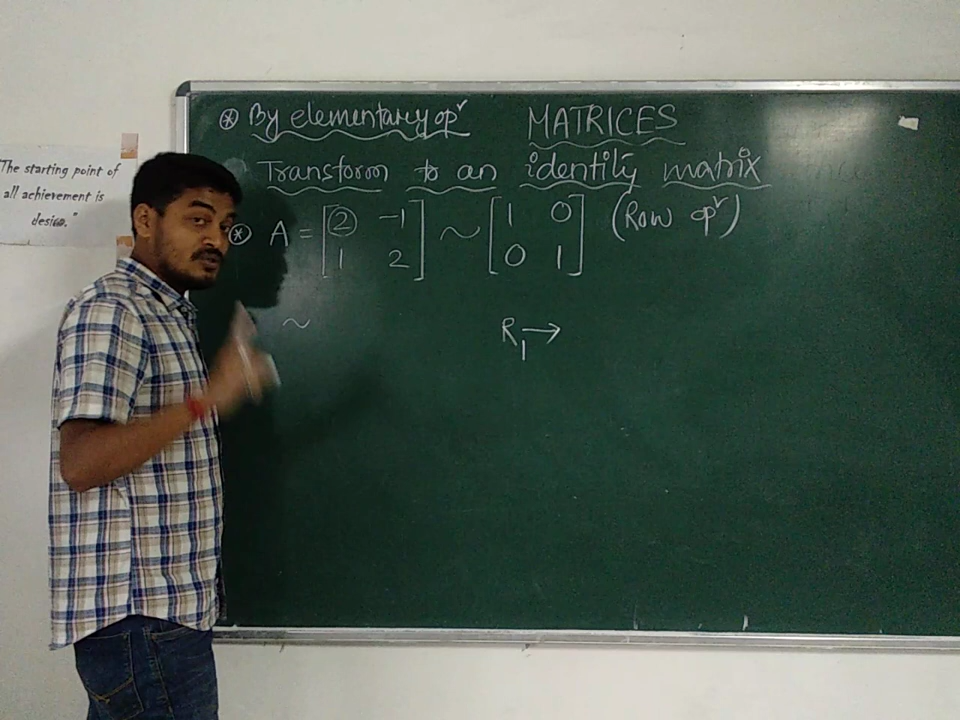 The starting point of
all achievement is
desire."
⊛ By elementary opʳ MATRICES
Transform to an identity matrix
⊛ A = [2 -1 ~ [1 0 (Row opʳ)
1 2] 0 1]
~ R₁ →